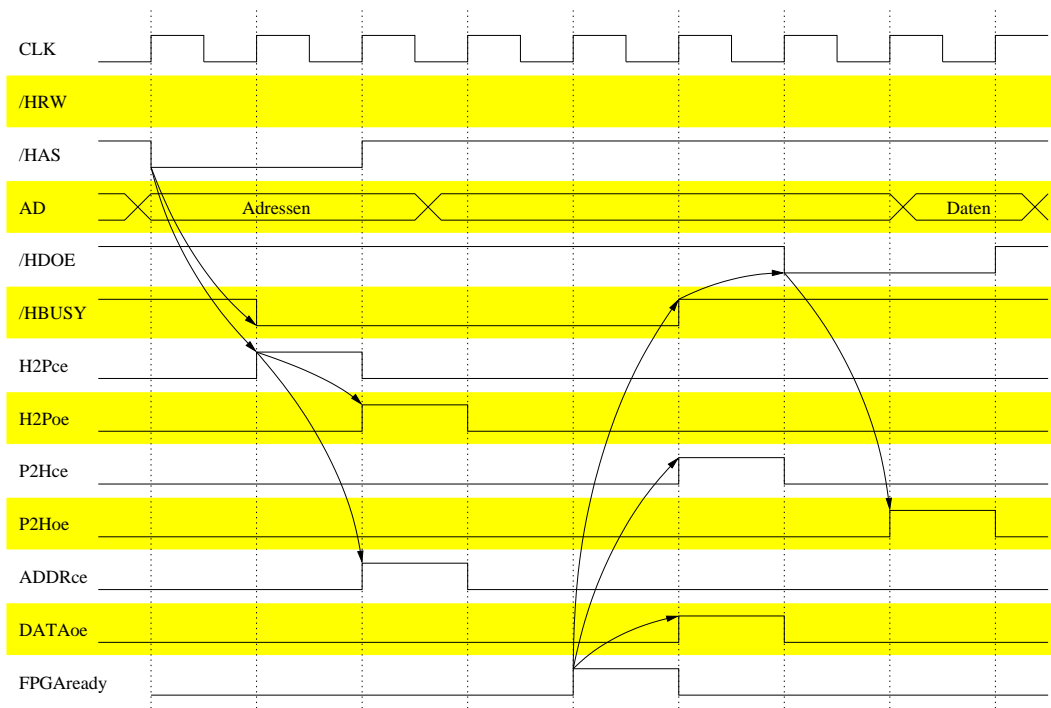 CLK
/HRW
/HAS
AD Adressen Daten
/HDOE
/HBUSY
H2Pce
H2Poe
P2Hce
P2Hoe
ADDRce
DATAoe
FPGAready